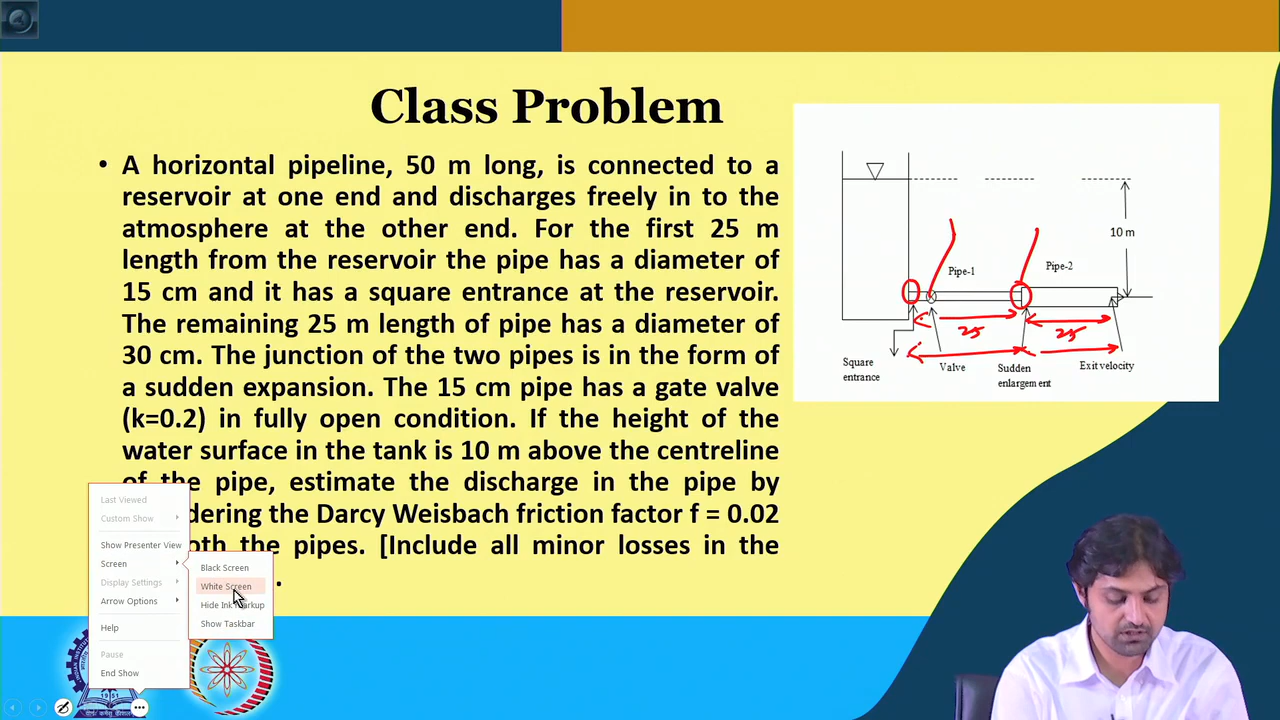 Class Problem
• A horizontal pipeline, 50 m long, is connected to a
reservoir at one end and discharges freely in to the
atmosphere at the other end. For the first 25 m
length from the reservoir the pipe has a diameter of
15 cm and it has a square entrance at the reservoir.
The remaining 25 m length of pipe has a diameter of
30 cm. The junction of the two pipes is in the form of
a sudden expansion. The 15 cm pipe has a gate valve
(k=0.2) in fully open condition. If the height of the
water surface in the tank is 10 m above the centreline
of the pipe, estimate the discharge in the pipe by
dering the Darcy Weisbach friction factor f = 0.02
oth the pipes. [Include all minor losses in the
.
10 m
Pipe-1
Pipe-2
25
25
Square
entrance
Valve
Sudden
enlargement
Exit velocity
Last Viewed
Custom Show
Show Presenter View
Screen
Display Settings
Arrow Options
Help
Pause
End Show
Black Screen
White Screen
Hide Ink Markup
Show Taskbar